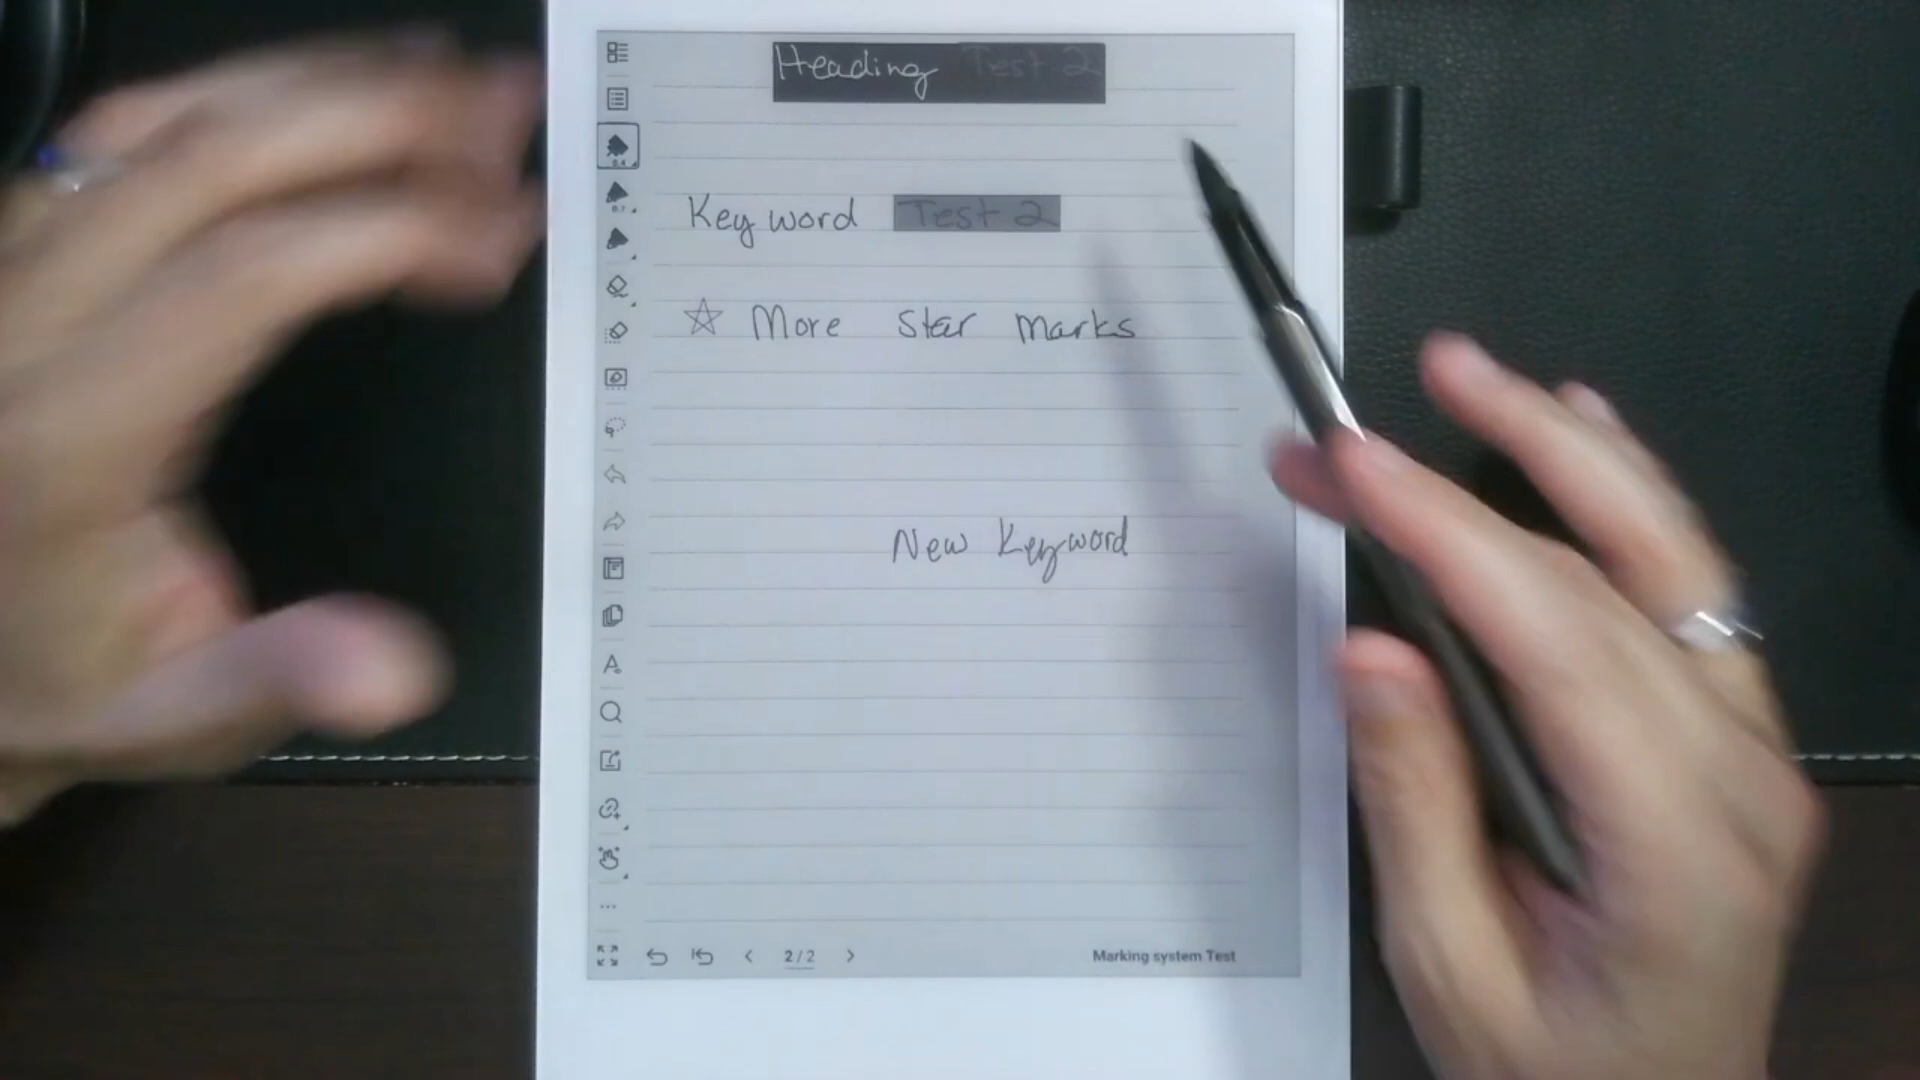 Heading Test 2
Key word Test 2
☆ More Star Marks
New Keyword
2/2
Marking system Test